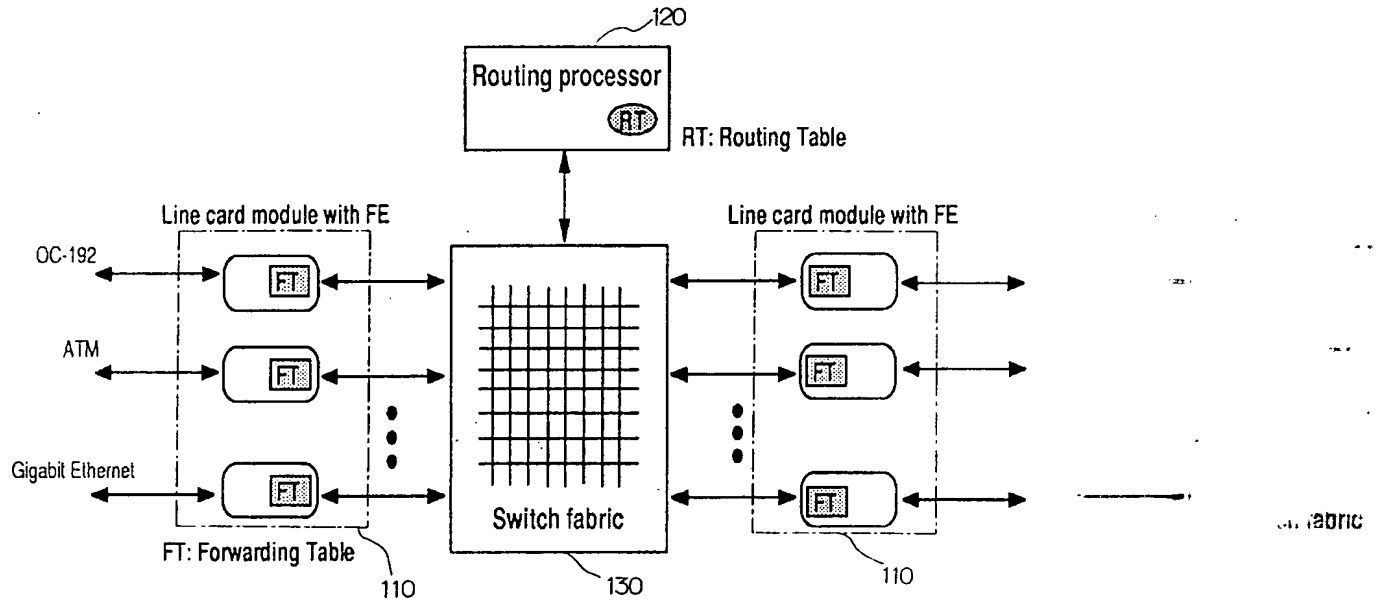 120
Routing processor
RT
RT: Routing Table
Line card module with FE
Line card module with FE
OC-192
FT
FT
ATM
FT
FT
Gigabit Ethernet
FT
FT
Switch fabric
fabric
FT: Forwarding Table
110
130
110